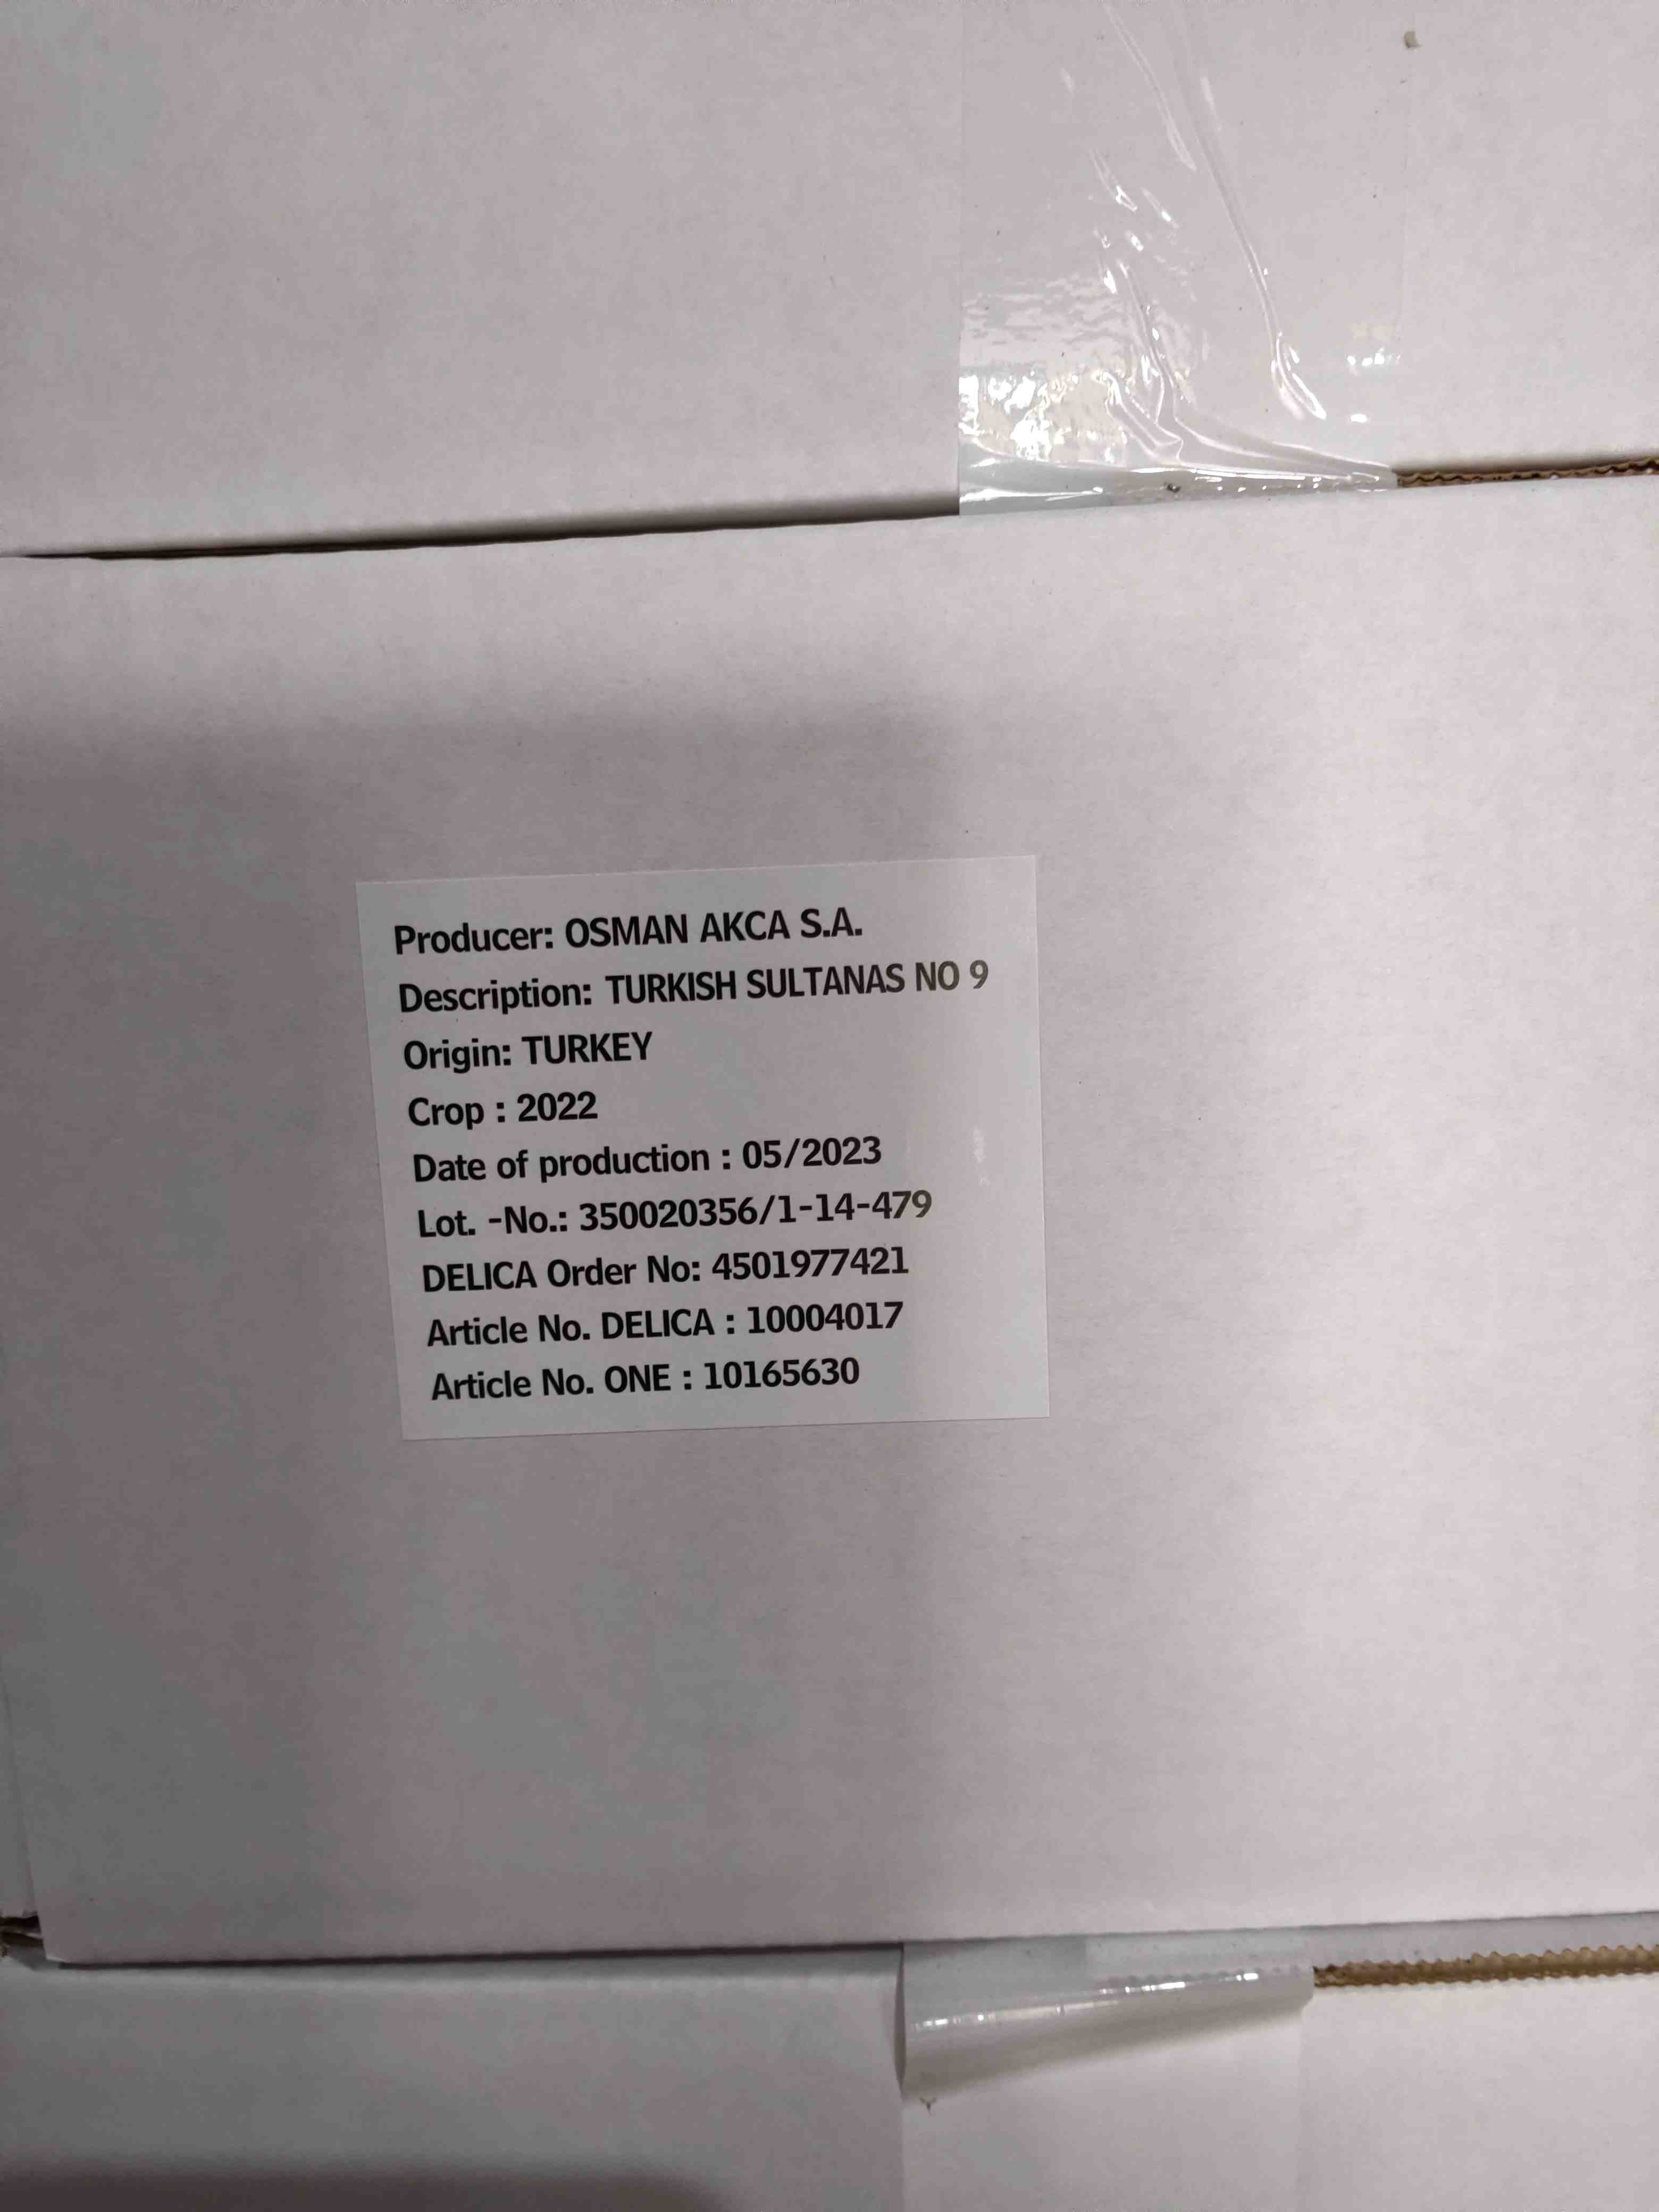 Producer: OSMAN AKCA S.A.
Description: TURKISH SULTANAS NO 9
Origin: TURKEY
Crop : 2022
Date of production : 05/2023
Lot. -No.: 350020356/1-14-479
DELICA Order No: 4501977421
Article No. DELICA : 10004017
Article No. ONE : 10165630